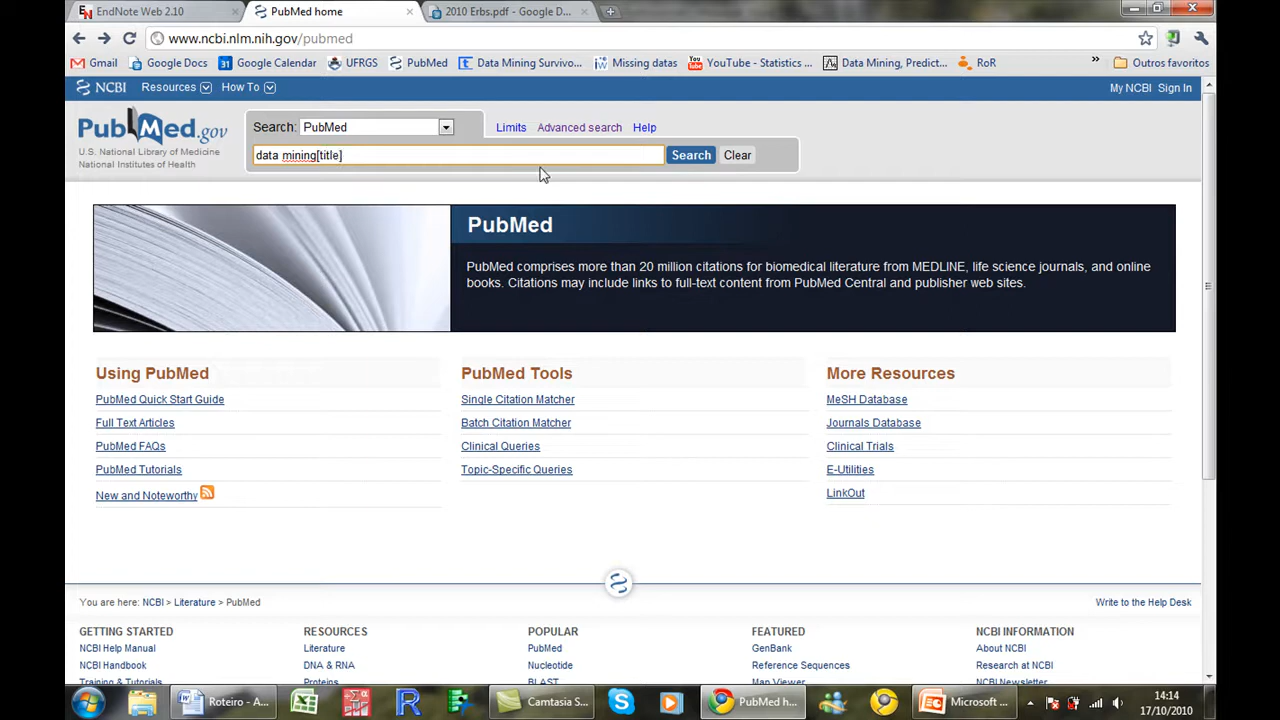 EndNote Web 2.10
PubMed home
2010 Erbs.pdf - Google D...
www.ncbi.nlm.nih.gov/pubmed
Gmail
Google Docs
31
Google Calendar
UFRGS
PubMed
Data Mining Survivo...
Missing datas
YouTube - Statistics ...
Data Mining, Predict...
RoR
»
Outros favoritos
NCBI
Resources
How To
My NCBI
Sign In
PubMed.gov
U.S. National Library of Medicine
National Institutes of Health
Search: PubMed
Limits
Advanced search
Help
data mining[title]
Search
Clear
PubMed
PubMed comprises more than 20 million citations for biomedical literature from MEDLINE, life science journals, and online
books. Citations may include links to full-text content from PubMed Central and publisher web sites.
Using PubMed
PubMed Tools
More Resources
PubMed Quick Start Guide
Single Citation Matcher
MeSH Database
Full Text Articles
Batch Citation Matcher
Journals Database
PubMed FAQs
Clinical Queries
Clinical Trials
PubMed Tutorials
Topic-Specific Queries
E-Utilities
New and Noteworthy
LinkOut
You are here: NCBI > Literature > PubMed
Write to the Help Desk
GETTING STARTED
RESOURCES
POPULAR
FEATURED
NCBI INFORMATION
NCBI Help Manual
Literature
PubMed
GenBank
About NCBI
NCBI Handbook
DNA & RNA
Nucleotide
Reference Sequences
Research at NCBI
Training & Tutorials
Proteins
BLAST
Map Viewer
NCBI Newsletter
Roteiro - A...
Camtasia S...
PubMed h...
Microsoft ...
14:14
17/10/2010